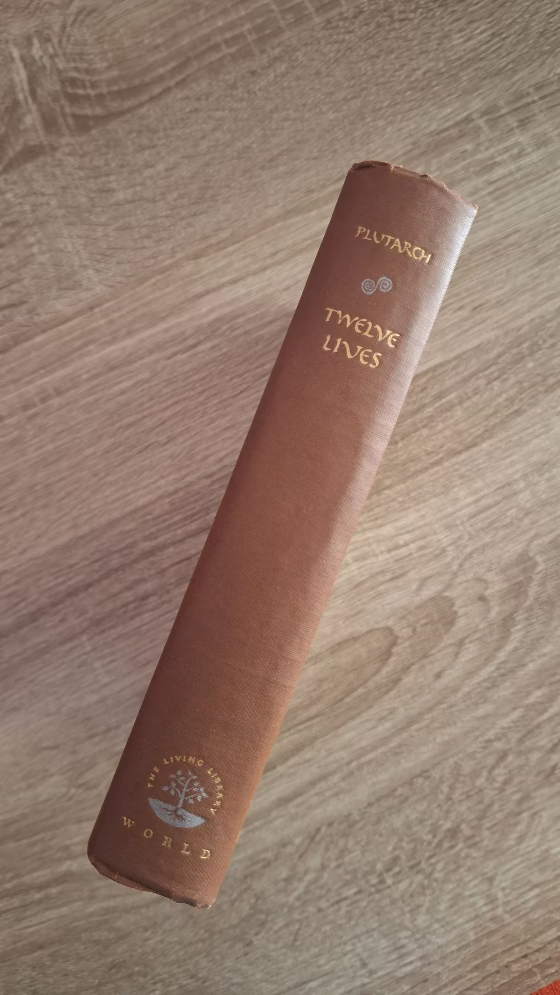 PLUTARCH
TWELVE
LIVES
THE LIVING LIBRARY
WORLD